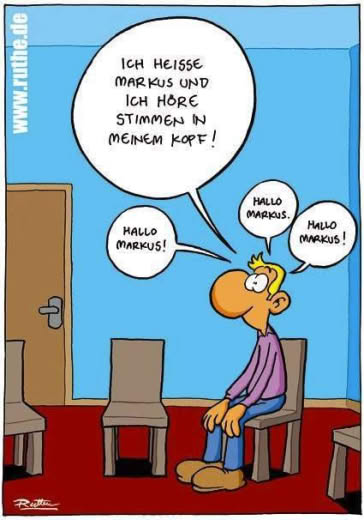 www.ruthe.de
ICH HEISSE
MARKUS UND
ICH HÖRE
STIMMEN IN
MEINEM KOPF!
HALLO
MARKUS!
HALLO
MARKUS.
HALLO
MARKUS!
Ruthe